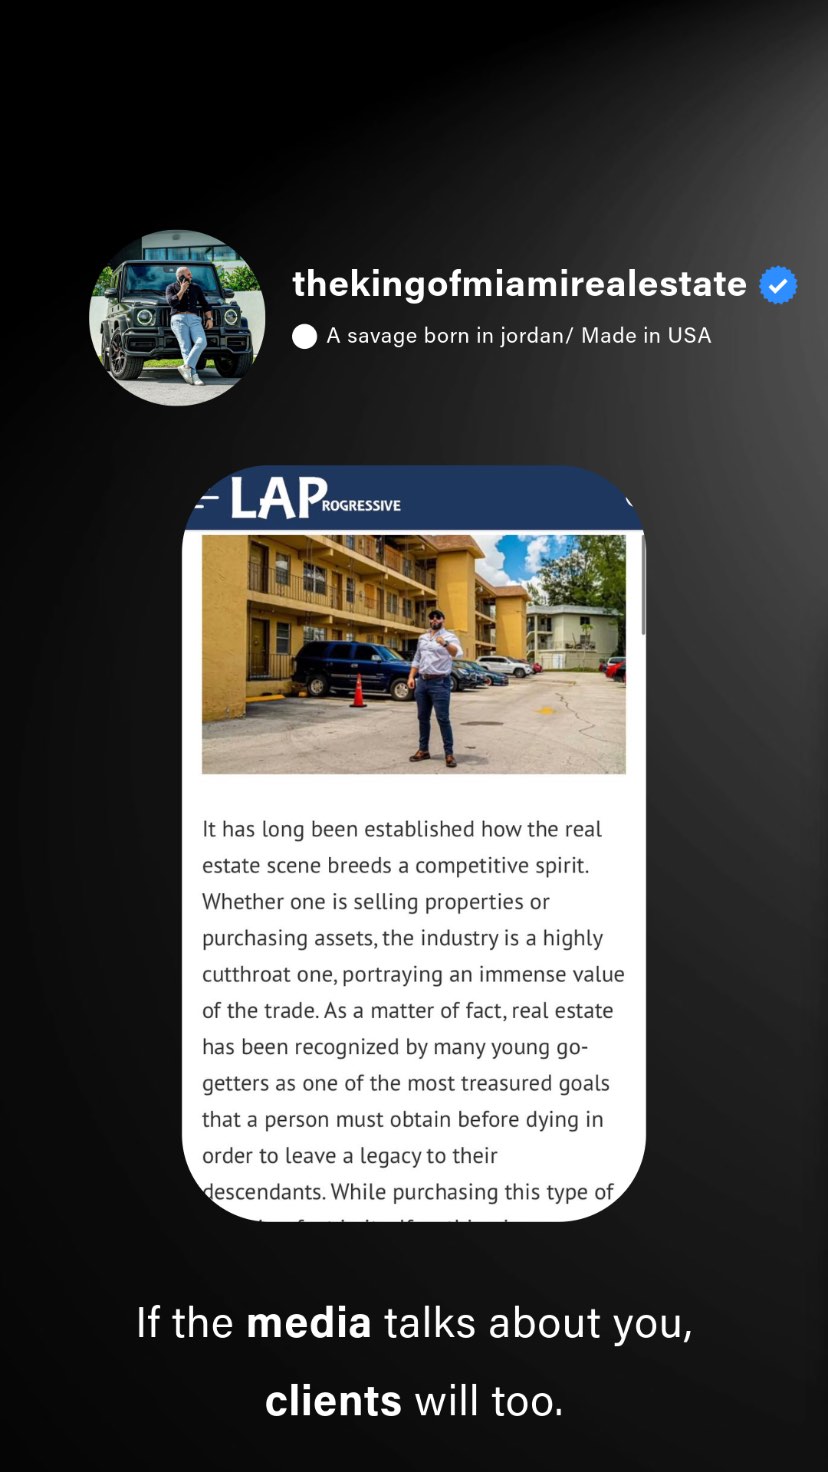 thekingofmiamirealestate
A savage born in jordan/ Made in USA
LAPROGRESSIVE
It has long been established how the real
estate scene breeds a competitive spirit.
Whether one is selling properties or
purchasing assets, the industry is a highly
cutthroat one, portraying an immense value
of the trade. As a matter of fact, real estate
has been recognized by many young go-
getters as one of the most treasured goals
that a person must obtain before dying in
order to leave a legacy to their
descendants. While purchasing this type of
If the media talks about you,
clients will too.